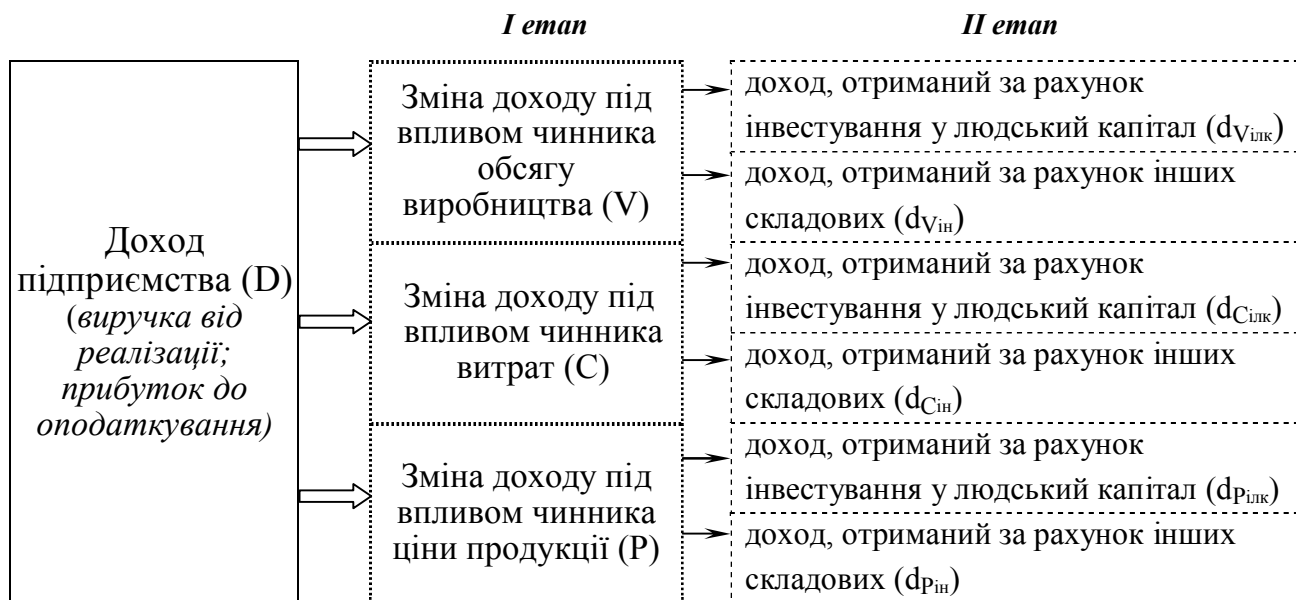 I етап
II етап
Доход
підприємства (D)
(виручка від
реалізації;
прибуток до
оподаткування)
Зміна доходу під
впливом чинника
обсягу
виробництва (V)
доход, отриманий за рахунок
інвестування у людський капітал (dVілк)
доход, отриманий за рахунок інших
складових (dVін)
Зміна доходу під
впливом чинника
витрат (C)
доход, отриманий за рахунок
інвестування у людський капітал (dCілк)
доход, отриманий за рахунок інших
складових (dCін)
Зміна доходу під
впливом чинника
ціни продукції (P)
доход, отриманий за рахунок
інвестування у людський капітал (dPілк)
доход, отриманий за рахунок інших
складових (dPін)